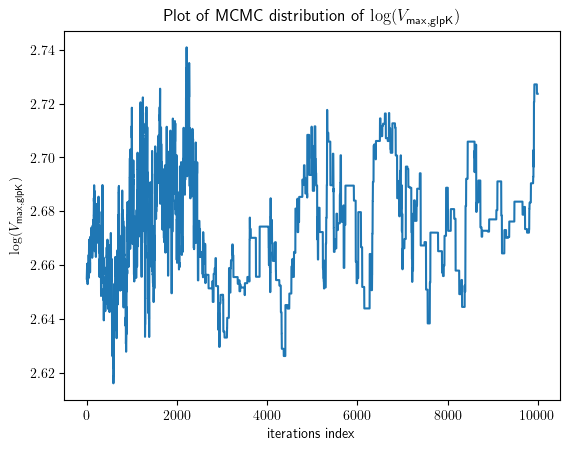 Plot of MCMC distribution of log(V_max,glpK)
log(V_max,glpK)
2.74
2.72
2.70
2.68
2.66
2.64
2.62
0 2000 4000 6000 8000 10000
iterations index